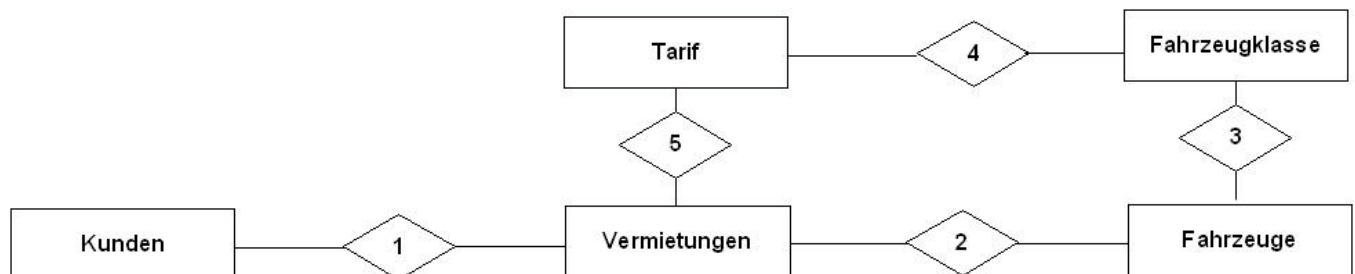 Tarif
4
Fahrzeugklasse
5
3
Kunden
1
Vermietungen
2
Fahrzeuge